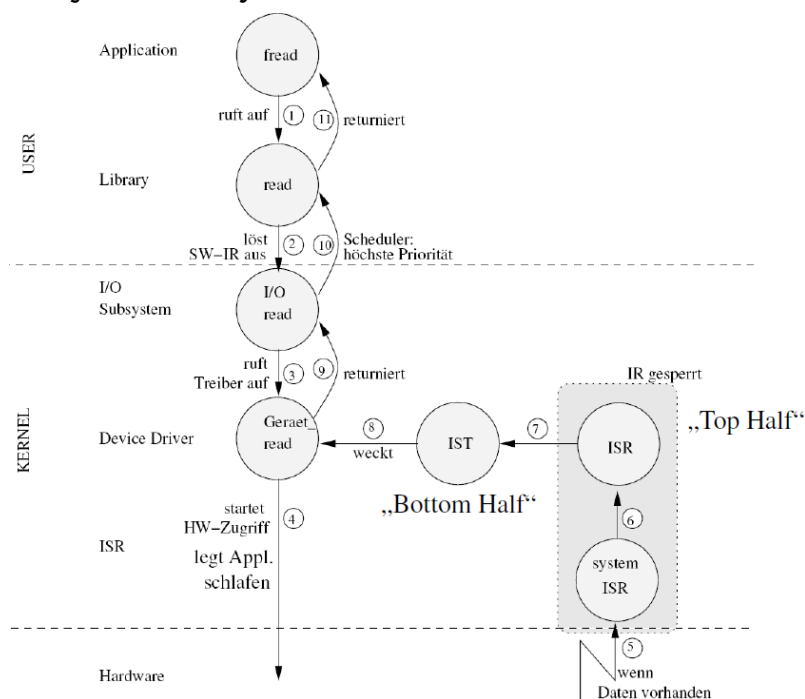 Application
fread
ruft auf
1
11
returniert
USER
Library
read
löst
SW-IR aus
2
10
Scheduler:
höchste Priorität
I/O
Subsystem
I/O
read
ruft
Treiber auf
3
9
returniert
IR gesperrt
KERNEL
Device Driver
Geraet_
read
8
weckt
IST
7
ISR
„Top Half“
„Bottom Half“
startet
HW-Zugriff
4
legt Appl.
schlafen
6
ISR
system
ISR
5
wenn
Daten vorhanden
Hardware